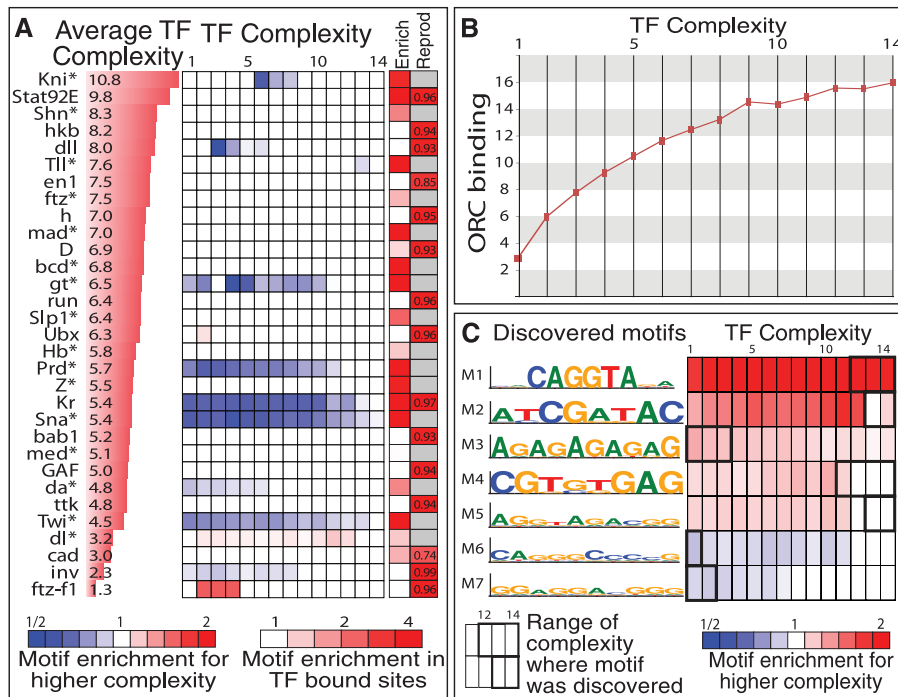 A
Average TF Complexity
TF Complexity
1 5 10 14
Enrich
Reprod
Kni* 10.8
Stat92E 9.8 0.96
Shn* 8.3
hkb 8.2 0.94
dll 8.0 0.93
Tll* 7.6
en1 7.5 0.85
ftz* 7.5
h 7.0 0.95
mad* 7.0
D 6.9 0.93
bcd* 6.8
gt* 6.5
run 6.4 0.96
Slp1* 6.4
Ubx 6.3 0.96
Hb* 5.8
Prd* 5.7
Z* 5.5
Kr 5.4 0.97
Sna* 5.4
bab1 5.2 0.93
med* 5.1
GAF 5.0 0.94
da* 4.8
ttk 4.8 0.94
Twi* 4.5
dl* 3.2
cad 3.0 0.74
inv 2.3 0.99
ftz-f1 1.3 0.96
1/2 1 2
Motif enrichment for higher complexity
1 2 4
Motif enrichment in TF bound sites
B
TF Complexity
1 5 10 14
ORC binding
16
14
12
10
8
6
4
2
C
Discovered motifs
TF Complexity
1 5 10 14
M1 CAGGTA
M2 ATCGATAC
M3 AGAGAGAGAG
M4 CGTGTGAG
M5 AGGTAGACGG
M6 CAGGGCCCCG
M7 GGAGGACGGG
12 14
Range of complexity where motif was discovered
1/2 1 2
Motif enrichment for higher complexity